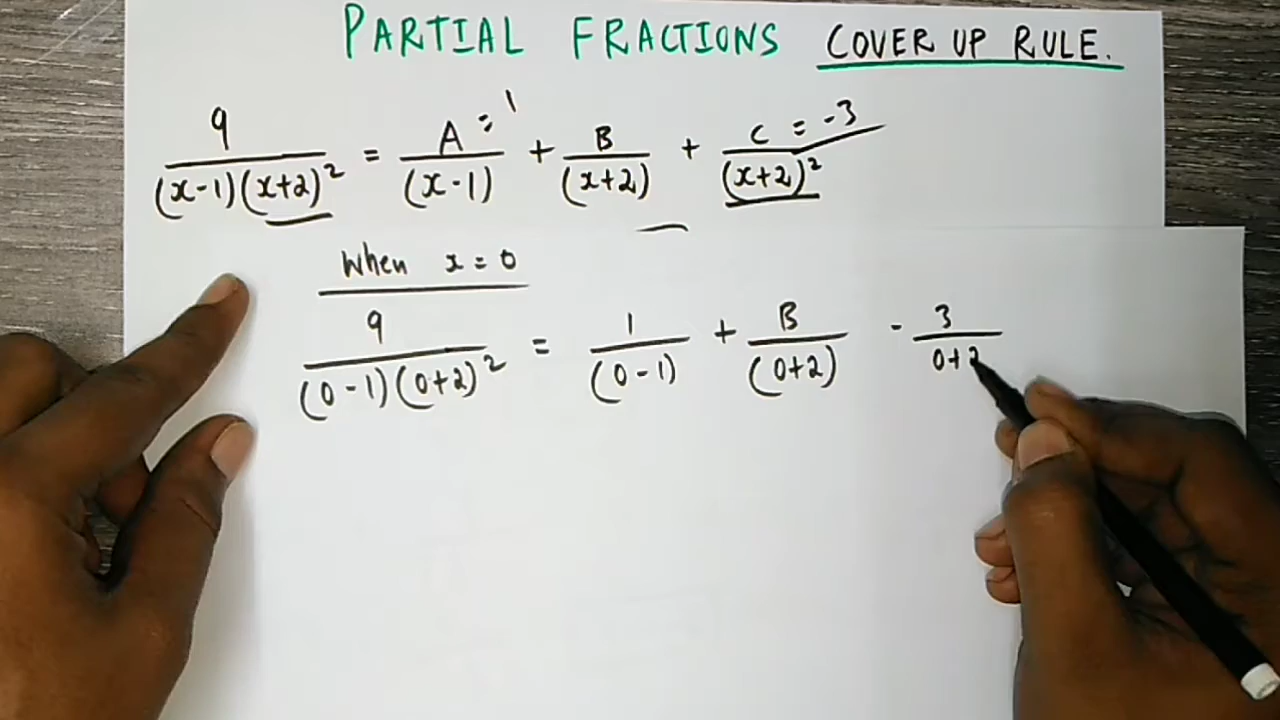 PARTIAL FRACTIONS COVER UP RULE.
9/((x-1)(x+2)²) = A = 1/(x-1) + B/(x+2) + C = -3/(x+2)²
When x = 0
9/((0-1)(0+2)²) = 1/(0-1) + B/(0+2) - 3/0+2